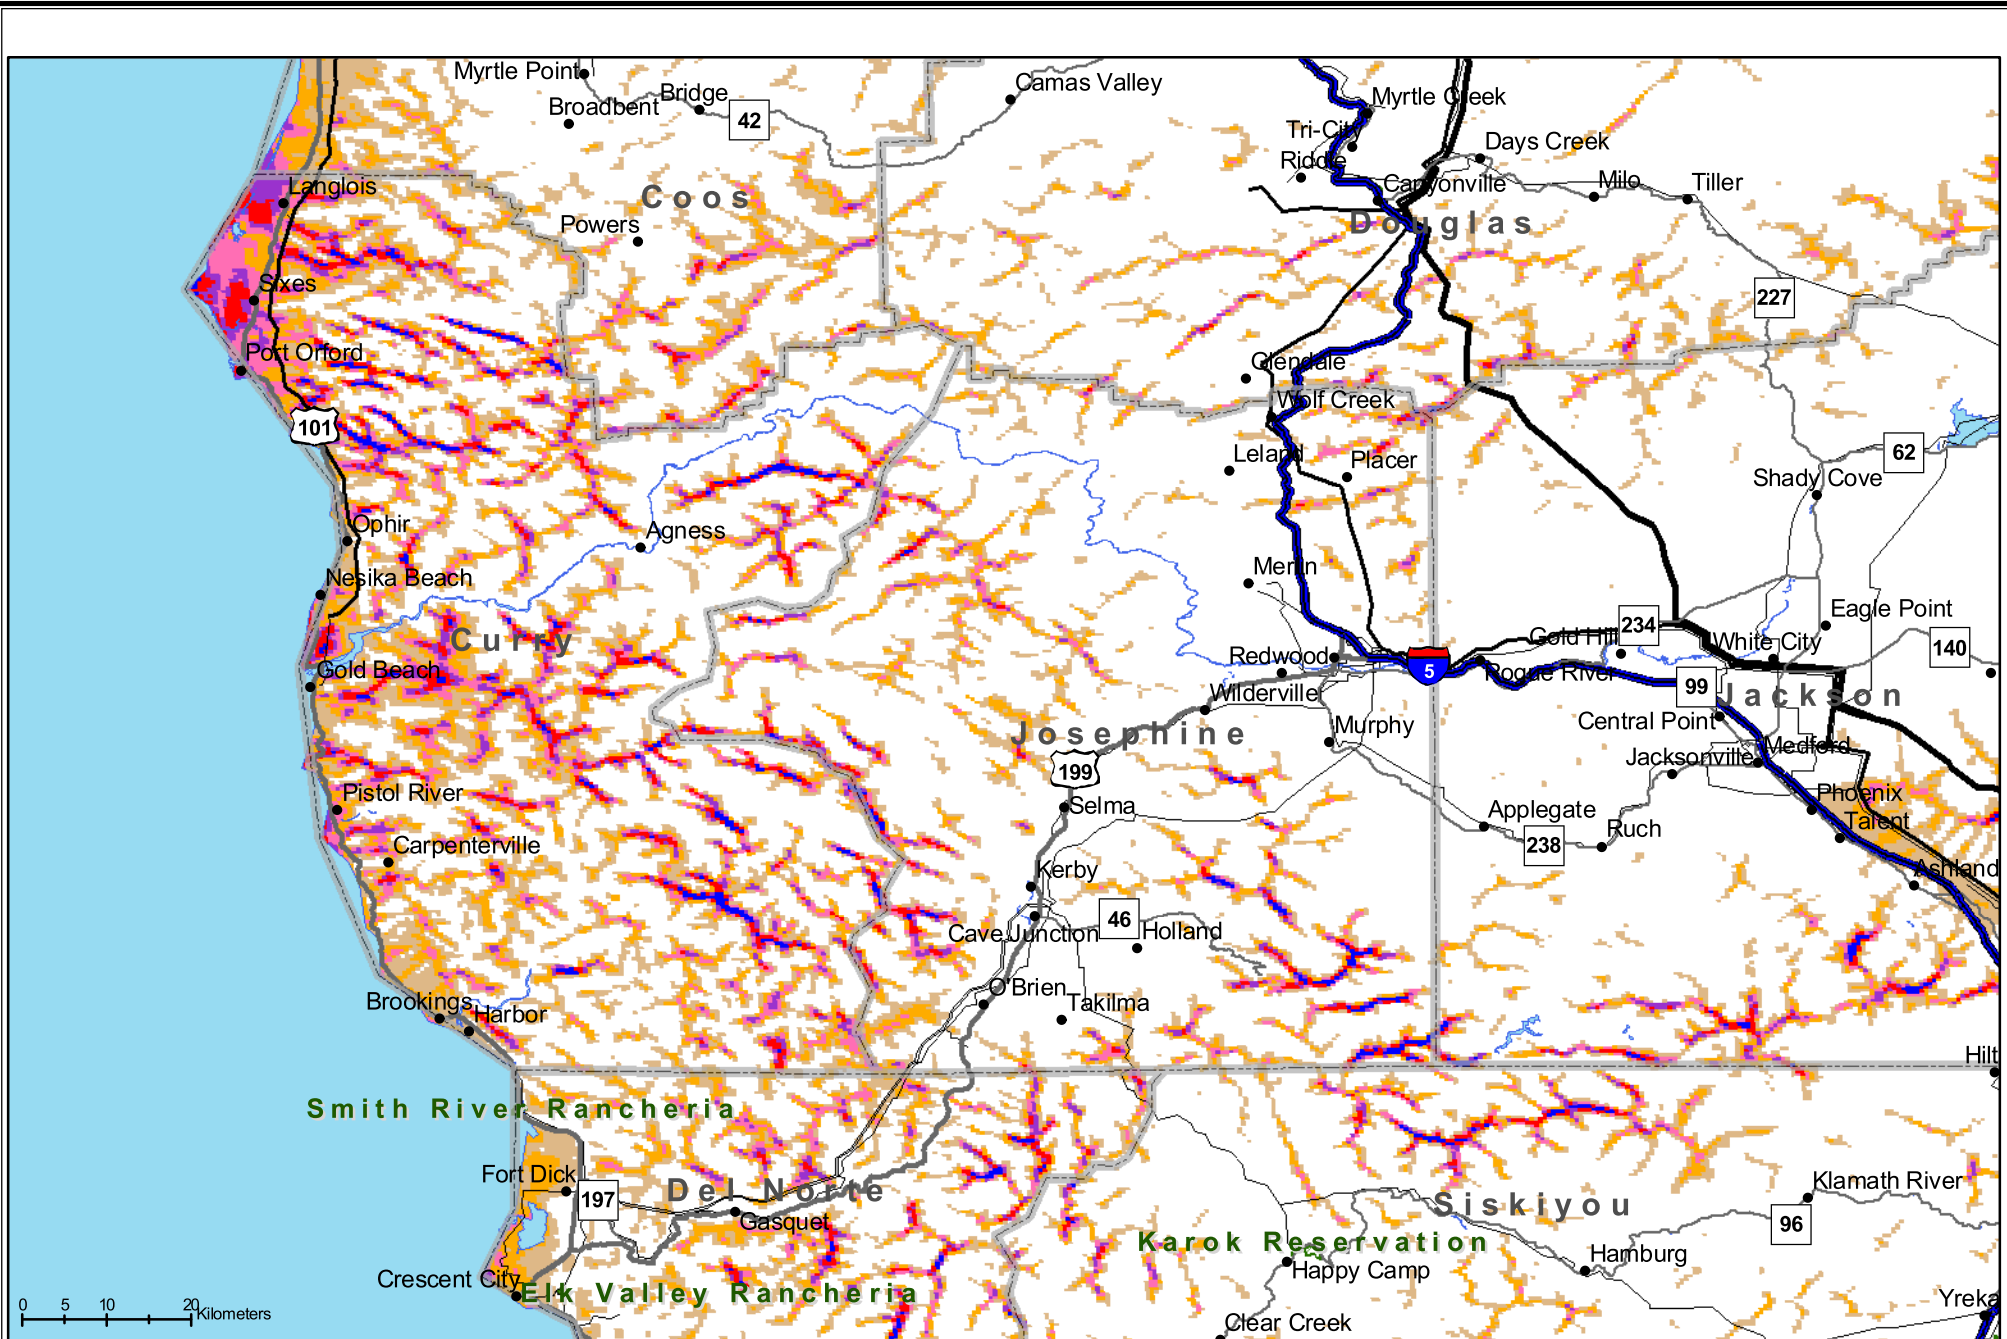 Myrtle Point
Bridge
Broadbent
42
Camas Valley
Myrtle Creek
Tri-City
Riddle
Days Creek
Canyonville
Milo
Tiller
Langlois
Coos
Powers
Douglas
Sixes
227
Port Orford
Glendale
Wolf Creek
101
Leland
Placer
62
Shady Cove
Ophir
Agness
Nesika Beach
Merlin
Eagle Point
Curry
234
Gold Hill
White City
140
Redwood
5
Rogue River
Gold Beach
Wilderville
99
Jackson
Josephine
Murphy
Central Point
Medford
Jacksonville
199
Pistol River
Selma
Phoenix
Applegate
Talent
Carpenterville
238
Ruch
Kerby
Ashland
46
Cave Junction
Holland
Brookings
Harbor
O'Brien
Takilma
Hilt
Smith River Rancheria
Fort Dick
197
Del Norte
Gasquet
Siskiyou
Klamath River
96
Karok Reservation
Hamburg
Happy Camp
Crescent City
Elk Valley Rancheria
Yreka
Clear Creek
0 5 10 20 Kilometers